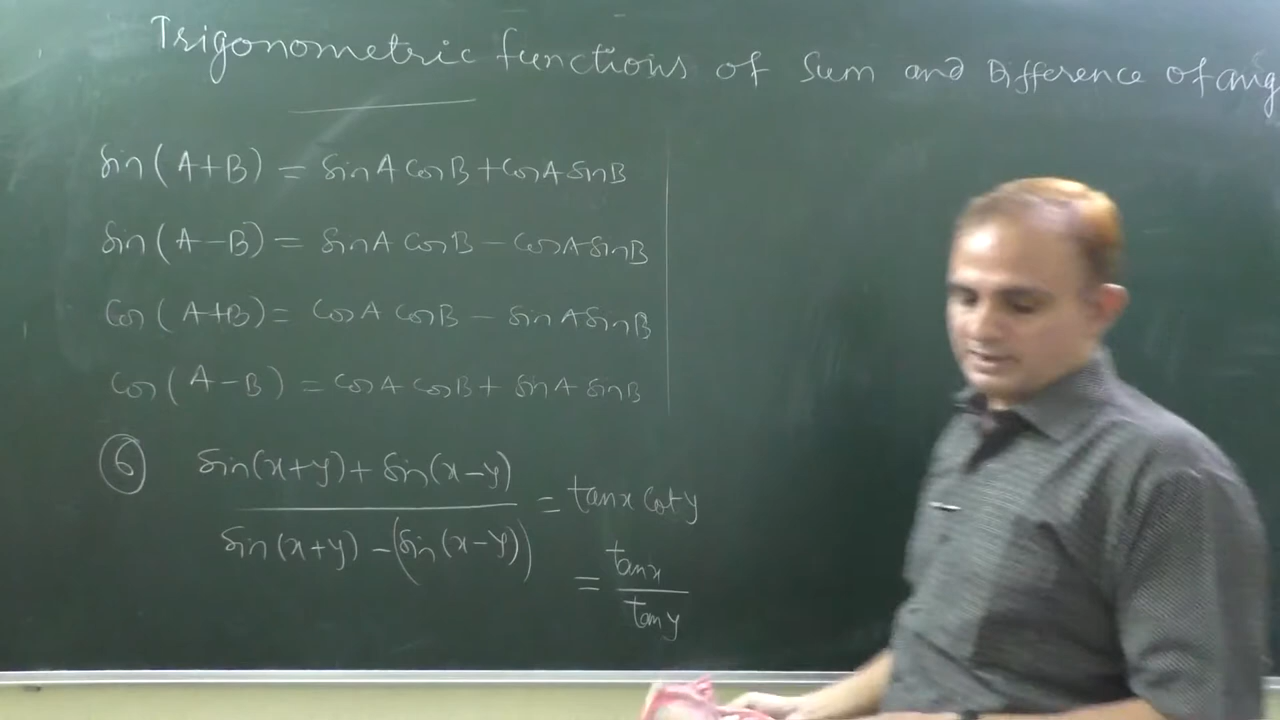 Trigonometric functions of Sum and Difference of ang
Sin(A+B) = SinA CosB + CosA SinB
Sin(A-B) = SinA CosB - CosA SinB
Cos(A+B) = CosA CosB - SinA SinB
Cos(A-B) = CosA CosB + SinA SinB
6 Sin(x+y) + Sin(x-y) / Sin(x+y) - (Sin(x-y)) = tanx coty
= tanx / tany